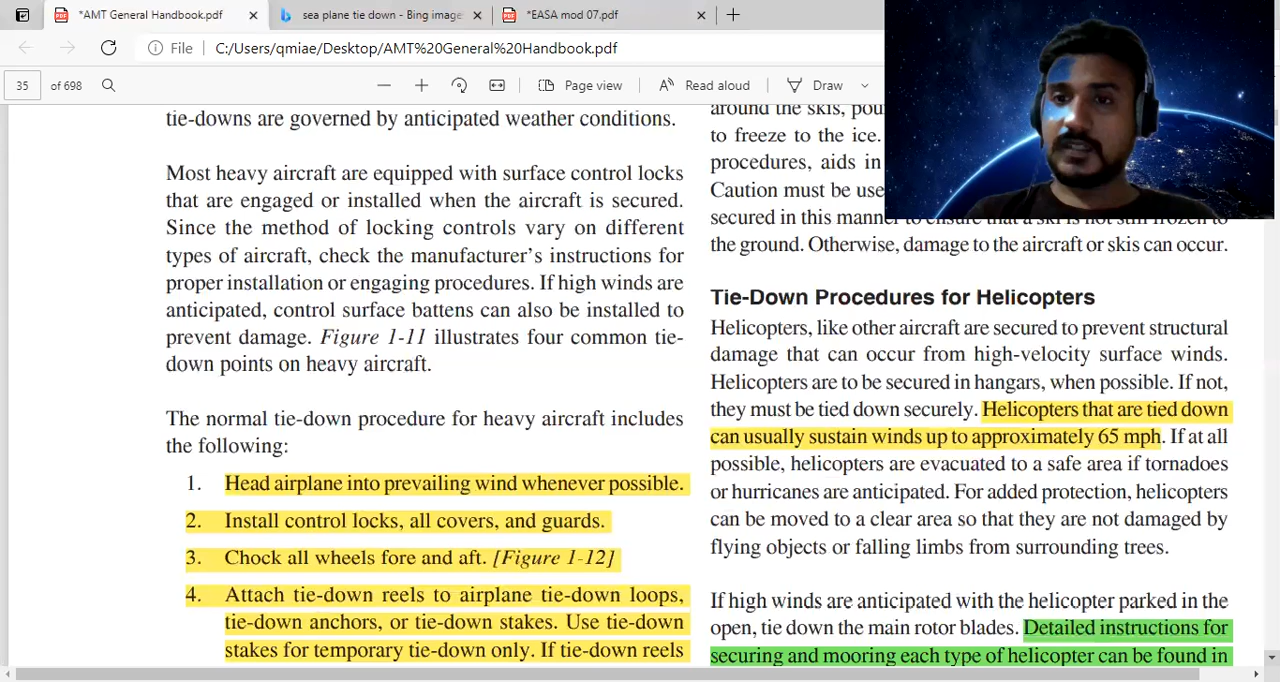 *AMT General Handbook.pdf
sea plane tie down - Bing image
*EASA mod 07.pdf
File
C:/Users/qmiae/Desktop/AMT%20General%20Handbook.pdf
35 of 698
Page view
Read aloud
Draw
tie-downs are governed by anticipated weather conditions.
Most heavy aircraft are equipped with surface control locks
that are engaged or installed when the aircraft is secured.
Since the method of locking controls vary on different
types of aircraft, check the manufacturer’s instructions for
proper installation or engaging procedures. If high winds are
anticipated, control surface battens can also be installed to
prevent damage. Figure 1-11 illustrates four common tie-
down points on heavy aircraft.
The normal tie-down procedure for heavy aircraft includes
the following:
1. Head airplane into prevailing wind whenever possible.
2. Install control locks, all covers, and guards.
3. Chock all wheels fore and aft. [Figure 1-12]
4. Attach tie-down reels to airplane tie-down loops,
tie-down anchors, or tie-down stakes. Use tie-down
stakes for temporary tie-down only. If tie-down reels
around the skis, pou
to freeze to the ice.
procedures, aids in
Caution must be use
secured in this manner to ensure that a ski is not still frozen to
the ground. Otherwise, damage to the aircraft or skis can occur.
Tie-Down Procedures for Helicopters
Helicopters, like other aircraft are secured to prevent structural
damage that can occur from high-velocity surface winds.
Helicopters are to be secured in hangars, when possible. If not,
they must be tied down securely. Helicopters that are tied down
can usually sustain winds up to approximately 65 mph. If at all
possible, helicopters are evacuated to a safe area if tornadoes
or hurricanes are anticipated. For added protection, helicopters
can be moved to a clear area so that they are not damaged by
flying objects or falling limbs from surrounding trees.
If high winds are anticipated with the helicopter parked in the
open, tie down the main rotor blades. Detailed instructions for
securing and mooring each type of helicopter can be found in